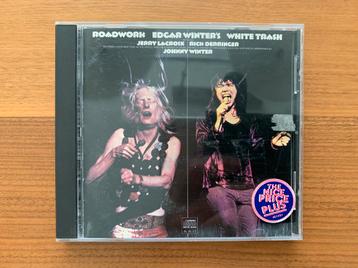 ROADWORK EDGAR WINTER'S WHITE TRASH
JERRY LACROIX RICK DERRINGER
JOHNNY WINTER
THE
NICE
PRICE
PLUS